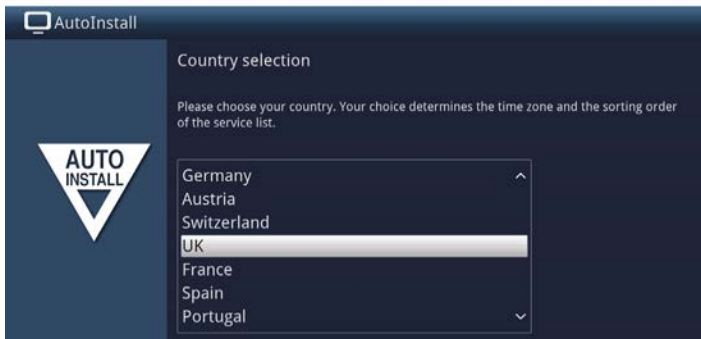 AutoInstall
Country selection
Please choose your country. Your choice determines the time zone and the sorting order
of the service list.
AUTO
INSTALL
Germany
Austria
Switzerland
UK
France
Spain
Portugal